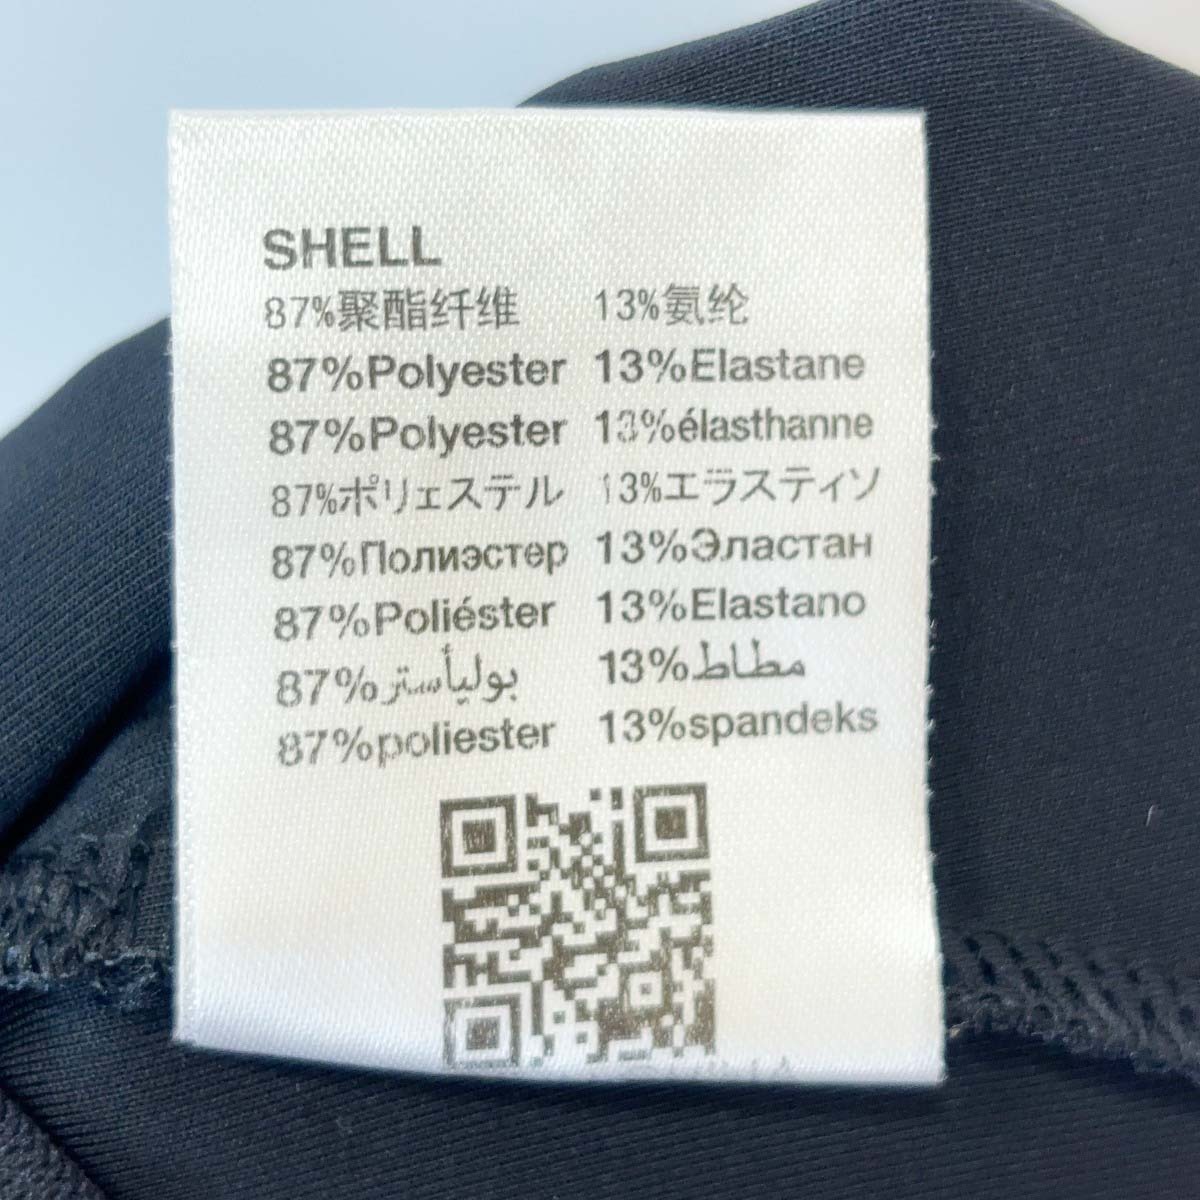 SHELL
87%聚酯纤维 13%氨纶
87%Polyester 13%Elastane
87%Polyester 13%élasthanne
87%ポリェステル 13%エラスティソ
87%Полиэстер 13%Эластан
87%Poliéster 13%Elastano
87%بوليأستر 13%مطاط
87%poliester 13%spandeks